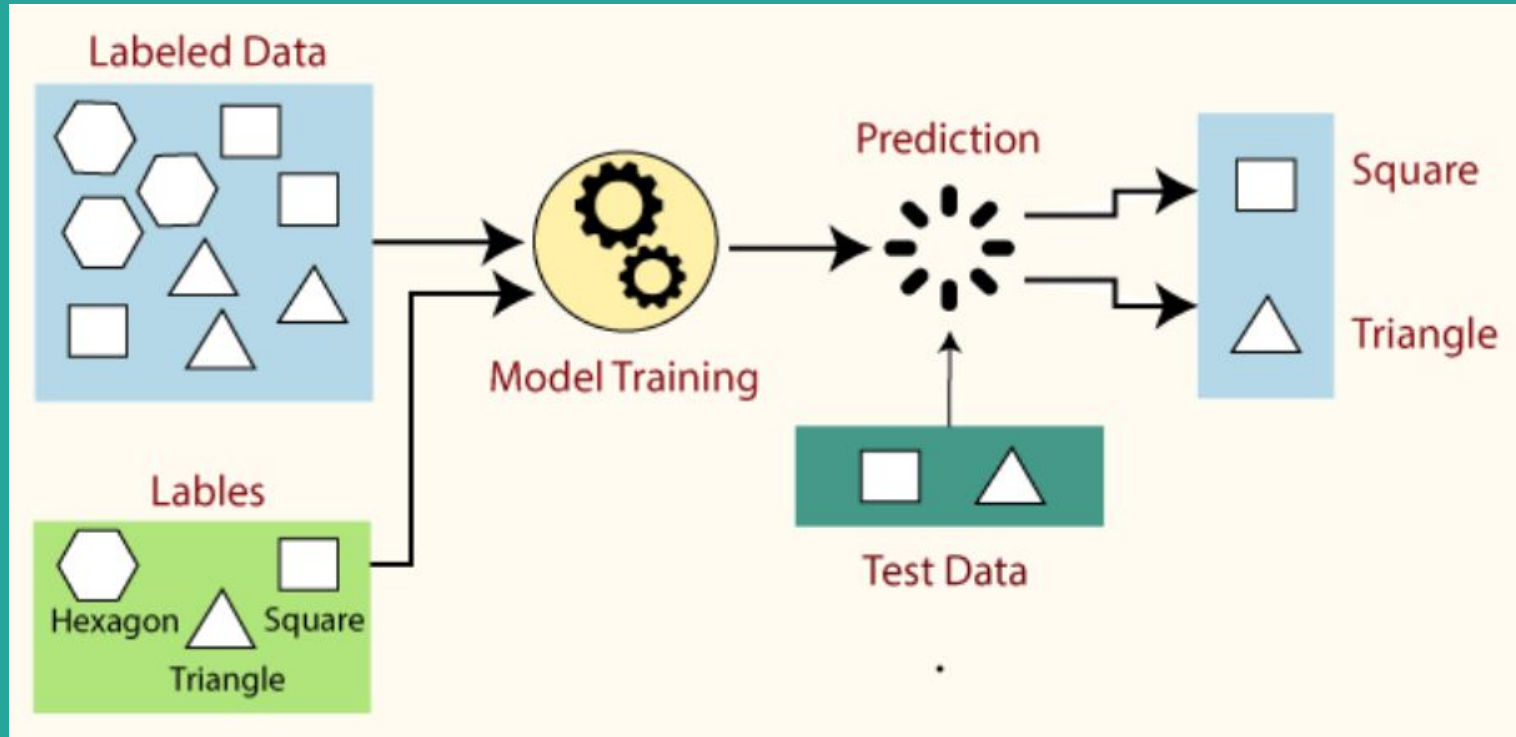 Labeled Data
Prediction
Square
Triangle
Model Training
Lables
Hexagon
Square
Triangle
Test Data
.